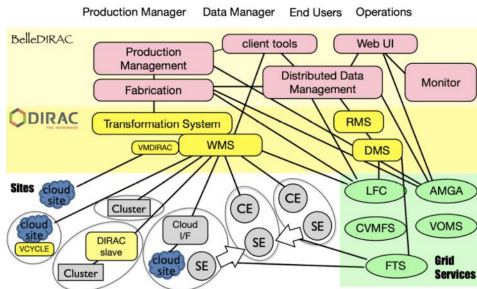 Production Manager Data Manager End Users Operations
BelleDIRAC
client tools
Web UI
Production
Management
Distributed Data
Management
Monitor
Fabrication
DIRAC
THE INTERWARE
Transformation System
RMS
VMDIRAC
WMS
DMS
Sites
cloud
site
Cluster
CE
CE
LFC
AMGA
cloud
site
VCYCLE
DIRAC
slave
Cloud
I/F
SE
SE
CVMFS
VOMS
Cluster
cloud
site
SE
FTS
Grid
Services